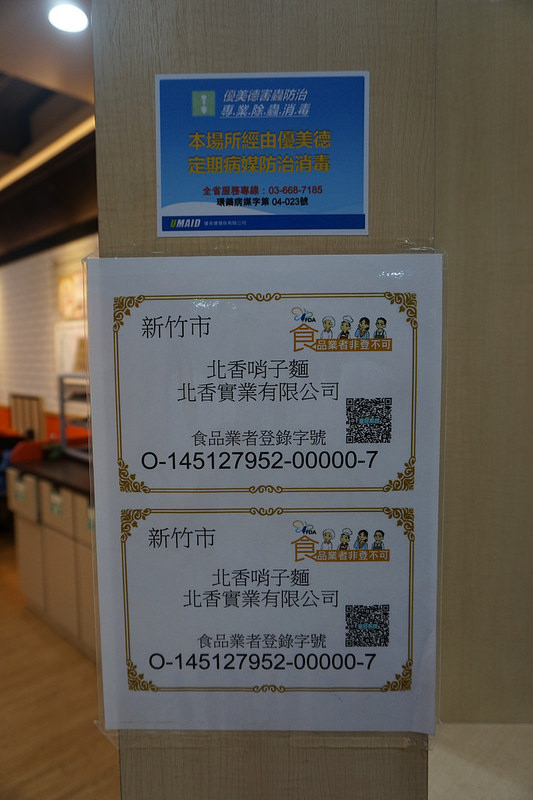 優美德害蟲防治
專.業.除.蟲.消.毒
本場所經由優美德
定期病媒防治消毒
全省服務專線：03-668-7185
環鑼病媒字第 04-023號
UMAID
新竹市
FDA
食品業者非登不可
北香哨子麵
北香實業有限公司
食品業者登錄字號
O-145127952-00000-7
新竹市
FDA
食品業者非登不可
北香哨子麵
北香實業有限公司
食品業者登錄字號
O-145127952-00000-7